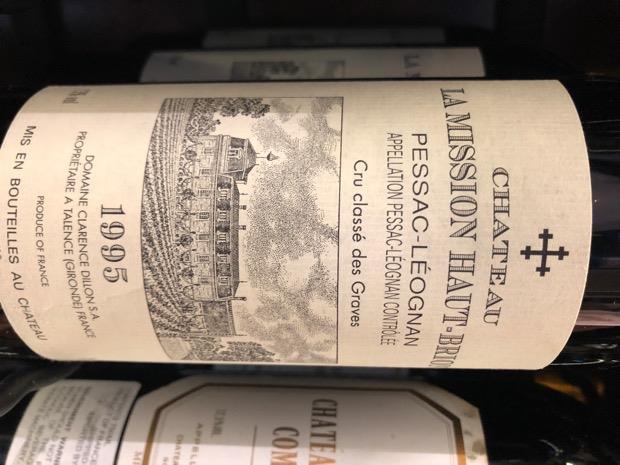 CHATEAU
LA MISSION HAUT-BRION
PESSAC-LÉOGNAN
APPELLATION PESSAC-LÉOGNAN CONTRÔLÉE
Cru classé des Graves
1995
DOMAINE CLARENCE DILLON S.A
PROPRIÉTAIRE A TALENCE (GIRONDE) FRANCE
PRODUCE OF FRANCE
MIS EN BOUTEILLES AU CHATEAU
CHATEA
COM